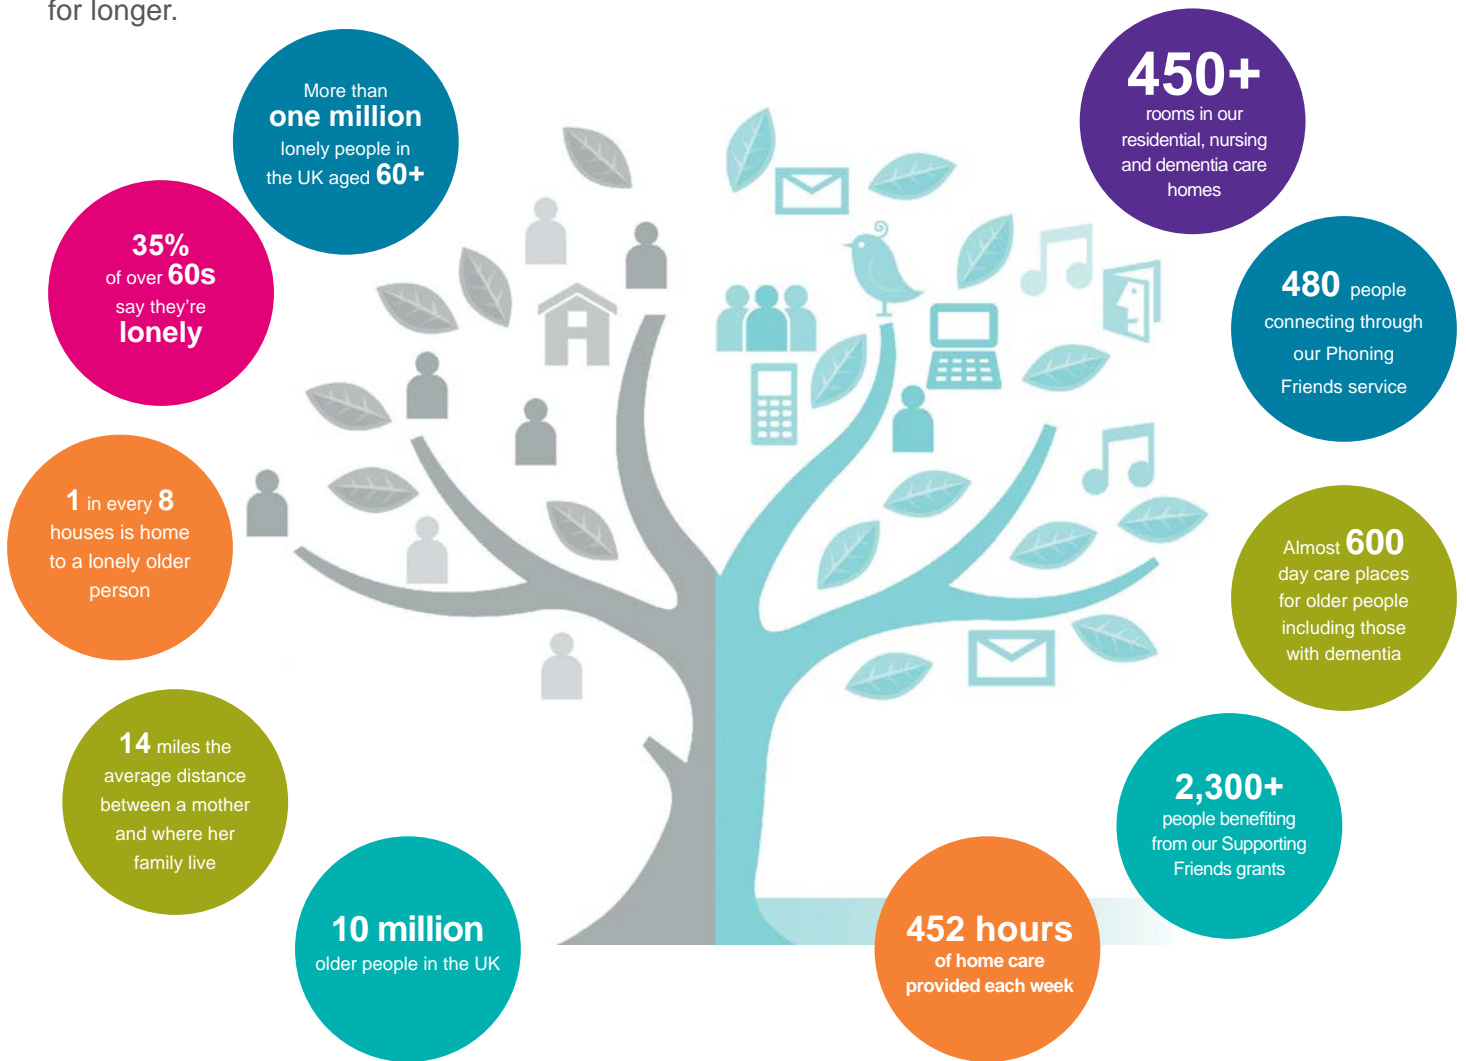 for longer.
More than
one million
lonely people in
the UK aged 60+
35%
of over 60s
say they're
lonely
1 in every 8
houses is home
to a lonely older
person
14 miles the
average distance
between a mother
and where her
family live
10 million
older people in the UK
450+
rooms in our
residential, nursing
and dementia care
homes
480 people
connecting through
our Phoning
Friends service
Almost 600
day care places
for older people
including those
with dementia
2,300+
people benefiting
from our Supporting
Friends grants
452 hours
of home care
provided each week